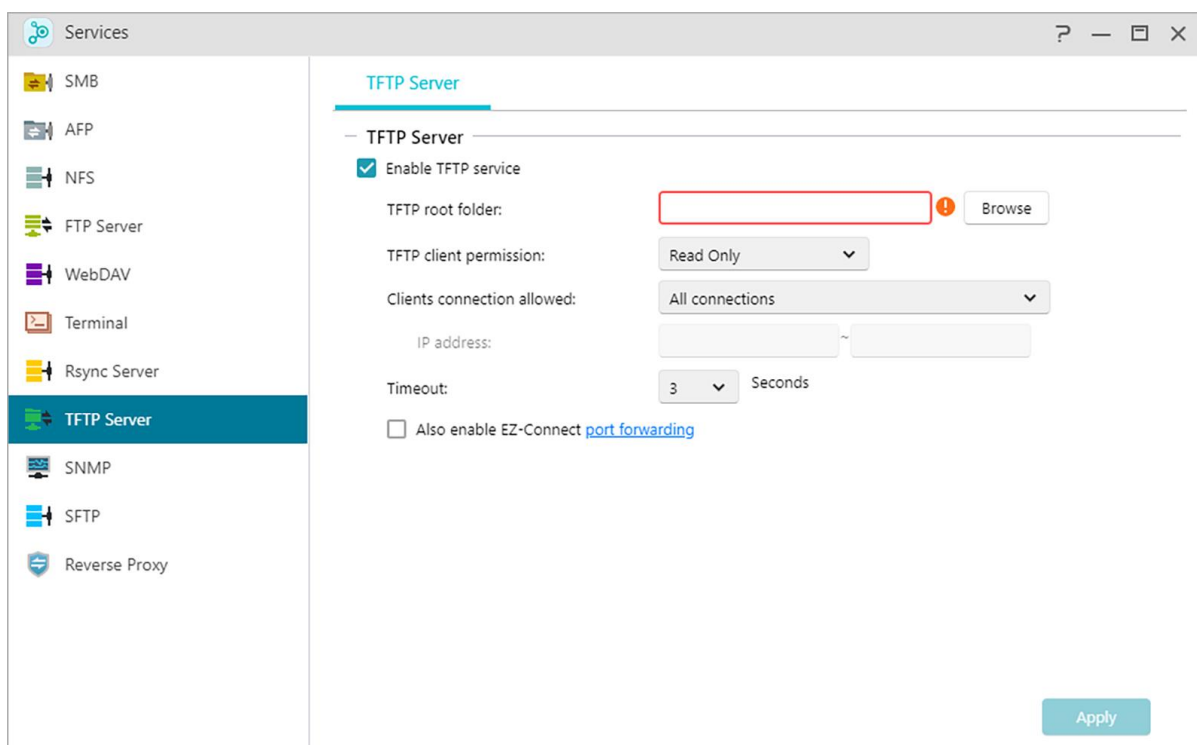 Services
SMB
AFP
NFS
FTP Server
WebDAV
Terminal
Rsync Server
TFTP Server
SNMP
SFTP
Reverse Proxy
TFTP Server
TFTP Server
Enable TFTP service
TFTP root folder: ! Browse
TFTP client permission: Read Only
Clients connection allowed: All connections
IP address: ~
Timeout: 3 Seconds
Also enable EZ-Connect port forwarding
Apply